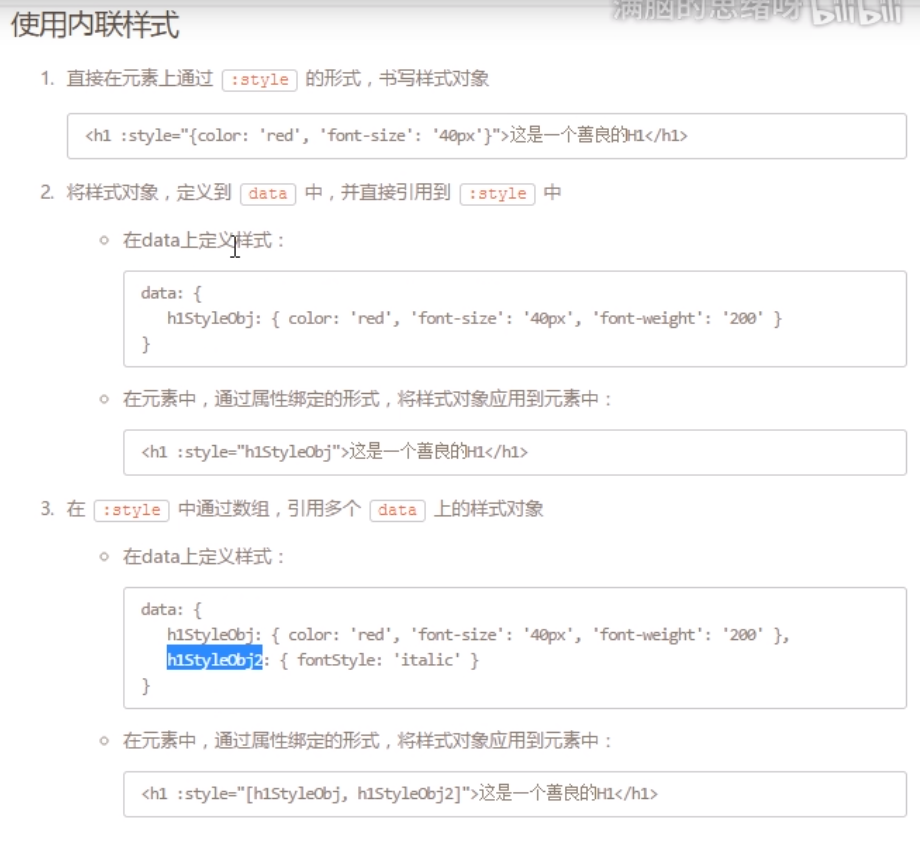 满脑的思绪呀 bilibili
使用内联样式
1. 直接在元素上通过 :style 的形式，书写样式对象
<h1 :style="{color: 'red', 'font-size': '40px'}">这是一个善良的H1</h1>
2. 将样式对象，定义到 data 中，并直接引用到 :style 中
○ 在data上定义样式：
data: {
h1StyleObj: { color: 'red', 'font-size': '40px', 'font-weight': '200' }
}
○ 在元素中，通过属性绑定的形式，将样式对象应用到元素中：
<h1 :style="h1StyleObj">这是一个善良的H1</h1>
3. 在 :style 中通过数组，引用多个 data 上的样式对象
○ 在data上定义样式：
data: {
h1StyleObj: { color: 'red', 'font-size': '40px', 'font-weight': '200' },
h1StyleObj2: { fontStyle: 'italic' }
}
○ 在元素中，通过属性绑定的形式，将样式对象应用到元素中：
<h1 :style="[h1StyleObj, h1StyleObj2]">这是一个善良的H1</h1>